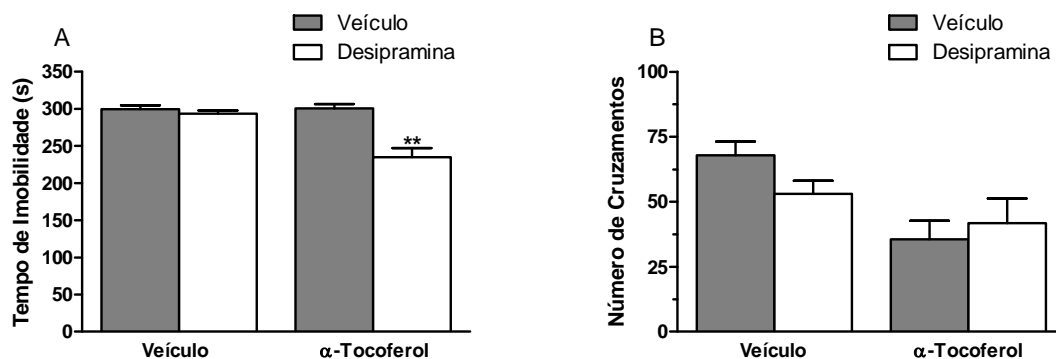 A
Veículo
Desipramina
Tempo de Imobilidade (s)
350
300
250
200
150
100
50
0
**
Veículo
α-Tocoferol
B
Veículo
Desipramina
Número de Cruzamentos
100
75
50
25
0
Veículo
α-Tocoferol